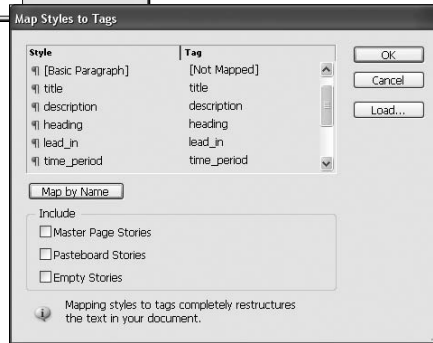 Map Styles to Tags
Style Tag
¶ [Basic Paragraph] [Not Mapped]
¶ title title
¶ description description
¶ heading heading
¶ lead_in lead_in
¶ time_period time_period
OK
Cancel
Load...
Map by Name
Include
Master Page Stories
Pasteboard Stories
Empty Stories
Mapping styles to tags completely restructures
the text in your document.